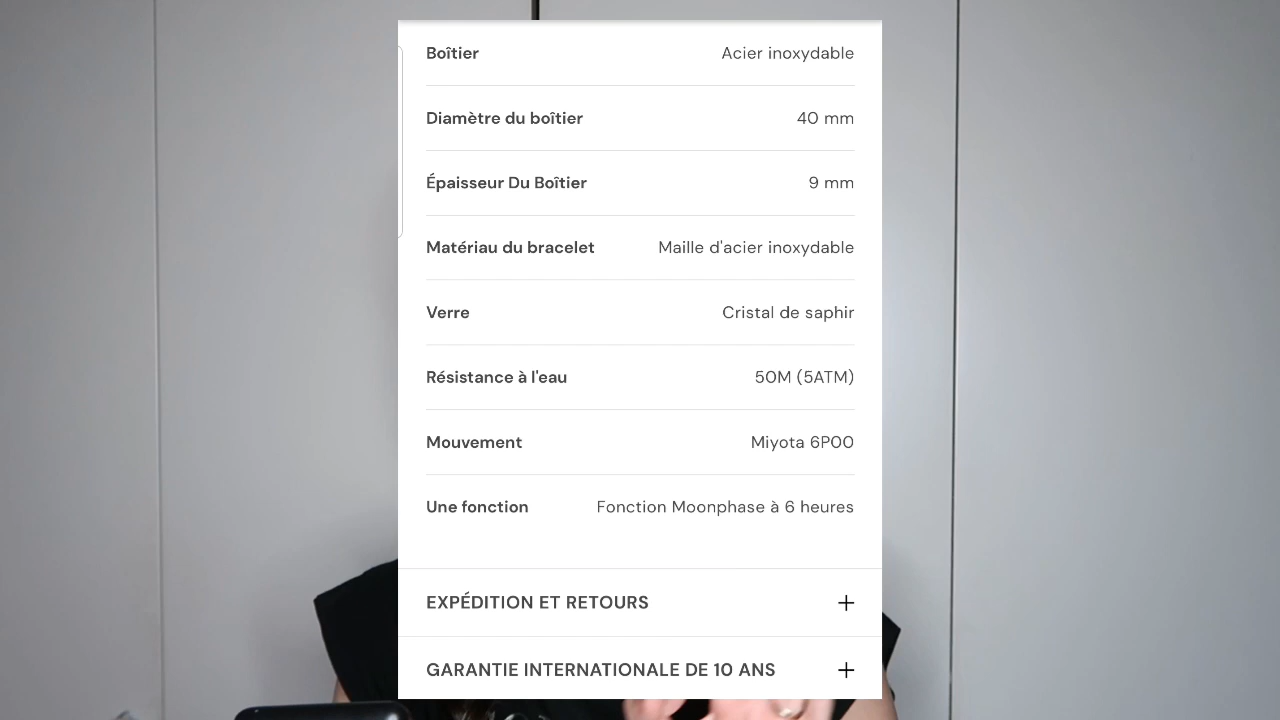 Boîtier Acier inoxydable
Diamètre du boîtier 40 mm
Épaisseur Du Boîtier 9 mm
Matériau du bracelet Maille d'acier inoxydable
Verre Cristal de saphir
Résistance à l'eau 50M (5ATM)
Mouvement Miyota 6P00
Une fonction Fonction Moonphase à 6 heures
EXPÉDITION ET RETOURS
GARANTIE INTERNATIONALE DE 10 ANS